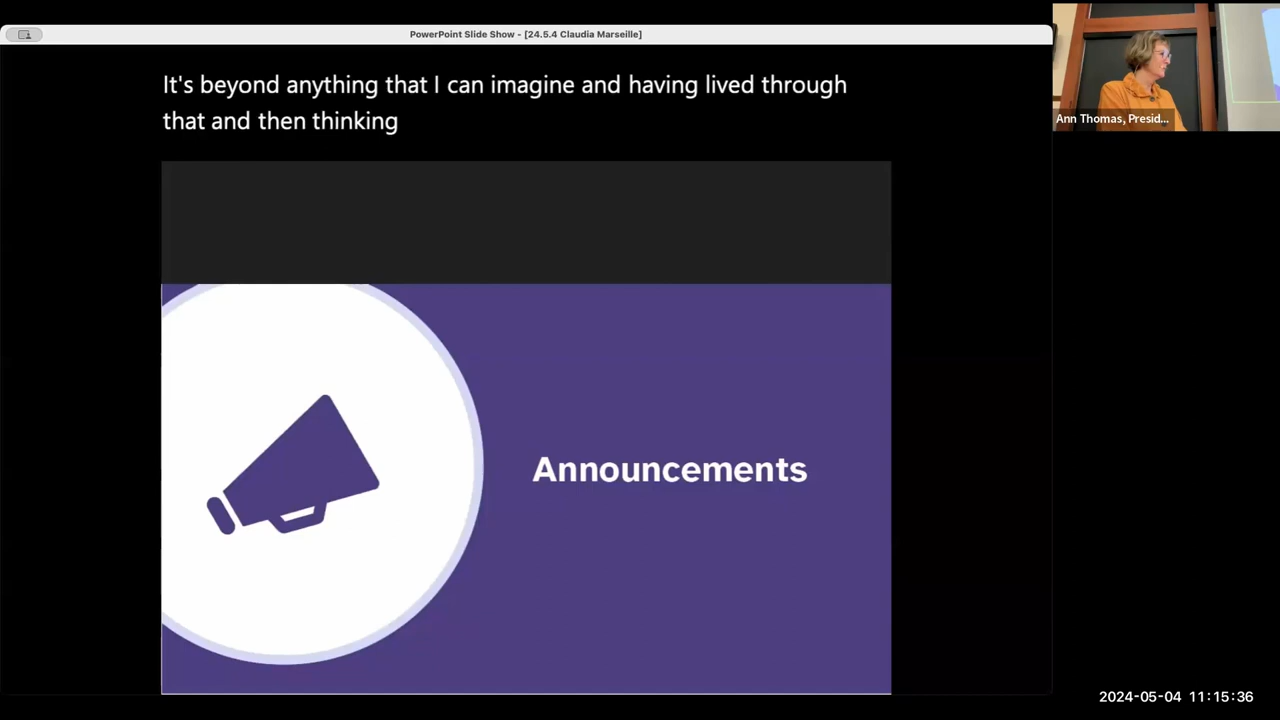 PowerPoint Slide Show - [24.5.4 Claudia Marseille]
It's beyond anything that I can imagine and having lived through
that and then thinking
Announcements
Ann Thomas, Presid...
2024-05-04 11:15:36